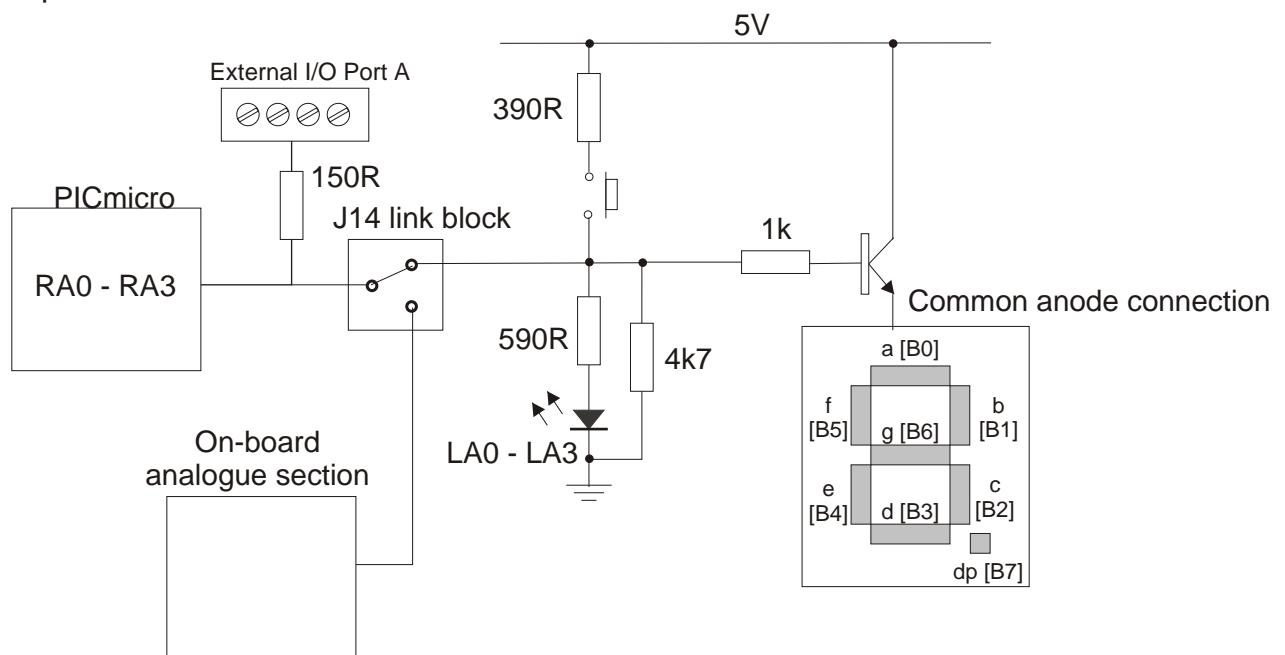 5V
External I/O Port A
390R
150R
PICmicro
J14 link block
1k
RA0 - RA3
Common anode connection
590R
4k7
a [B0]
f
[B5]
b
[B1]
g [B6]
LA0 - LA3
On-board
analogue section
e
[B4]
d [B3]
c
[B2]
dp [B7]